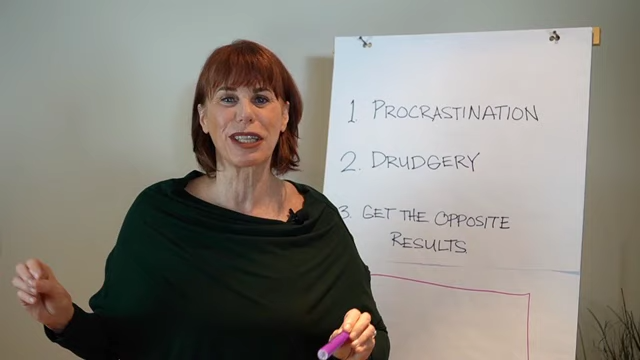 1 PROCRASTINATION
2. DRUDGERY
3. GET THE OPPOSITE
RESULTS.